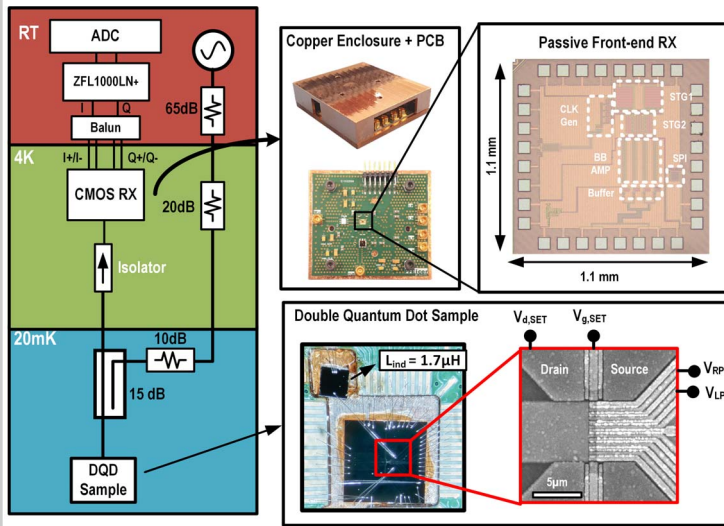 RT
ADC
ZFL1000LN+
I
Q
Balun
65dB
4K
I+/I-
Q+/Q-
CMOS RX
20dB
Isolator
20mK
10dB
15 dB
DQD
Sample
Copper Enclosure + PCB
Passive Front-end RX
1.1 mm
CLK
Gen
STG1
STG2
BB
AMP
SPI
Buffer
1.1 mm
Double Quantum Dot Sample
Lind = 1.7µH
Vd,SET
Vg,SET
Drain
Source
VRP
VLP
5µm